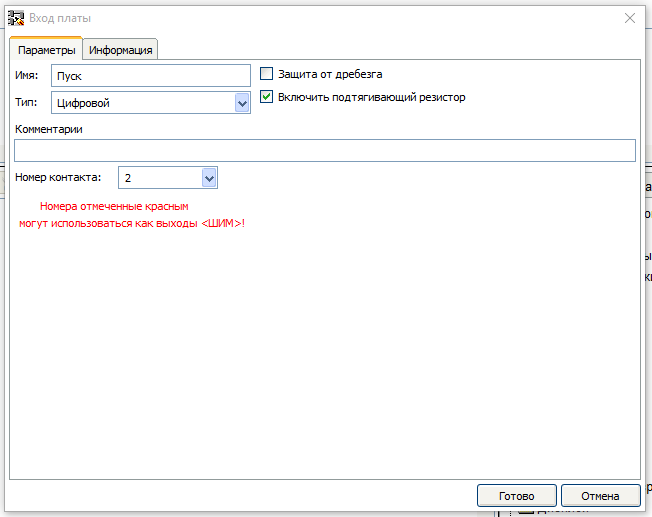 Вход платы
Параметры Информация
Имя: Пуск Защита от дребезга
Тип: Цифровой Включить подтягивающий резистор
Комментарии
Номер контакта: 2
Номера отмеченные красным
могут использоваться как выходы <ШИМ>!
Готово Отмена